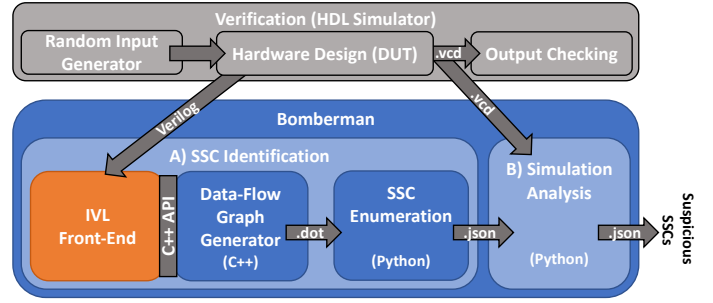 Verification (HDL Simulator)
Random Input
Generator
Hardware Design (DUT)
.vcd
Output Checking
Verilog
.vcd
Bomberman
A) SSC Identification
IVL
Front-End
C++ API
Data-Flow
Graph
Generator
(C++)
.dot
SSC
Enumeration
(Python)
.json
B) Simulation
Analysis
(Python)
.json
Suspicious
SSCs